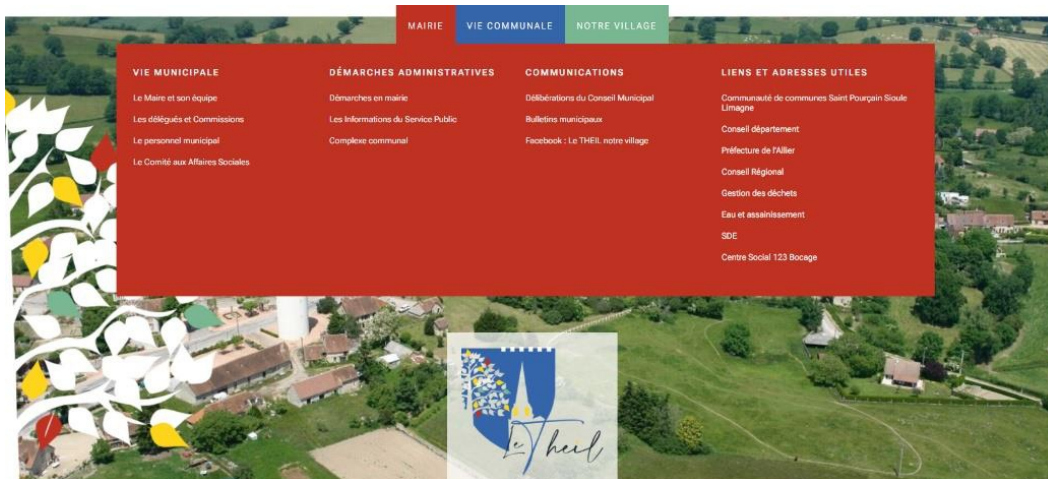 MAIRIE
VIE COMMUNALE
NOTRE VILLAGE
VIE MUNICIPALE
Le Maire et son équipe
Les délégués et Commissions
Le personnel municipal
Le Comité aux Affaires Sociales
DÉMARCHES ADMINISTRATIVES
Démarches en mairie
Les Informations du Service Public
Complexe communal
COMMUNICATIONS
Délibérations du Conseil Municipal
Bulletins municipaux
Facebook : Le THEIL notre village
LIENS ET ADRESSES UTILES
Communauté de communes Saint Pourçain Sioule
Limagne
Conseil département
Préfecture de l'Allier
Conseil Régional
Gestion des déchets
Eau et assainissement
SDE
Centre Social 123 Bocage
Le Theil